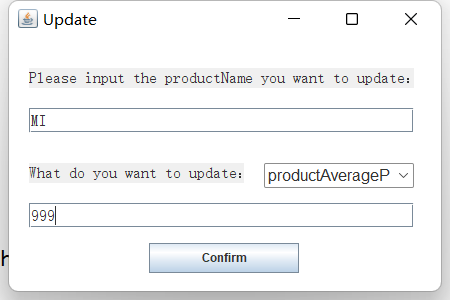 Update
Please input the productName you want to update:
MI
What do you want to update:
productAverageP
999
Confirm